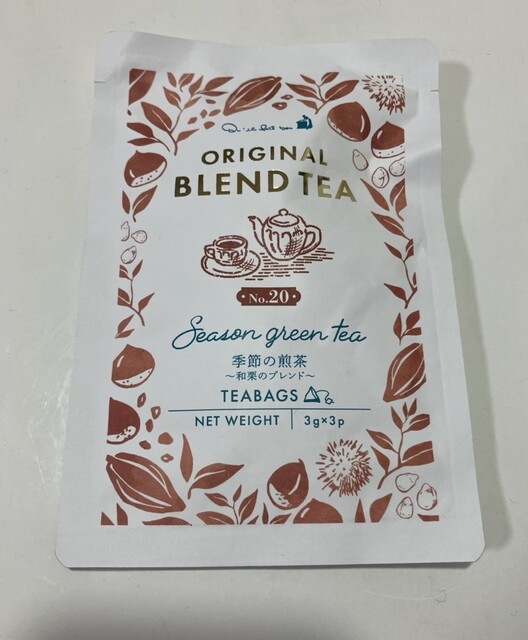 ORIGINAL
BLEND TEA
No.20
Season green tea
季節の煎茶
～和栗のブレンド～
TEABAGS
NET WEIGHT 3g×3p